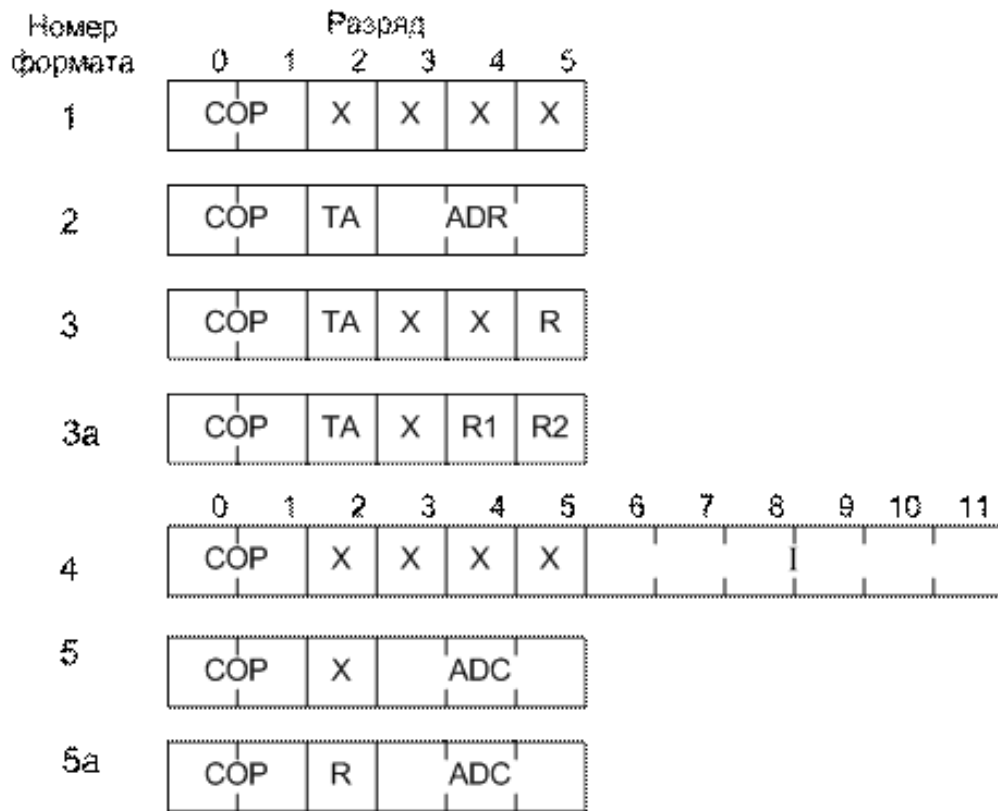 Номер Разряд
формата 0 1 2 3 4 5
1 COP X X X X
2 COP TA ADR
3 COP TA X X R
3a COP TA X R1 R2
0 1 2 3 4 5 6 7 8 9 10 11
4 COP X X X X I
5 COP X ADC
5a COP R ADC